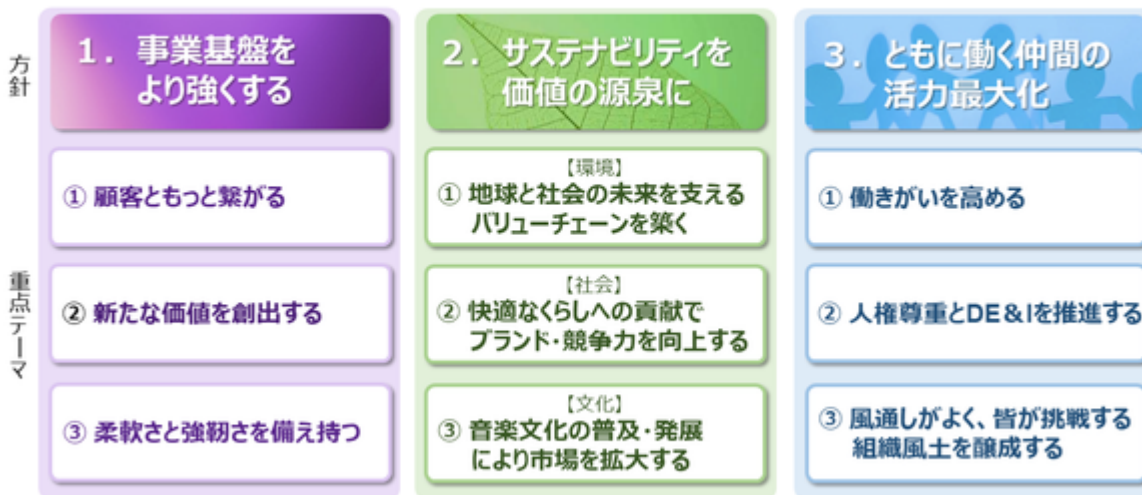 方針
1. 事業基盤を
より強くする
2. サステナビリティを
価値の源泉に
3. ともに働く仲間の
活力最大化
重点テーマ
① 顧客ともっと繋がる
② 新たな価値を創出する
③ 柔軟さと強靭さを備え持つ
【環境】
① 地球と社会の未来を支える
バリューチェーンを築く
【社会】
② 快適なくらしへの貢献で
ブランド・競争力を向上する
【文化】
③ 音楽文化の普及・発展
により市場を拡大する
① 働きがいを高める
② 人権尊重とDE&Iを推進する
③ 風通しがよく、皆が挑戦する
組織風土を醸成する